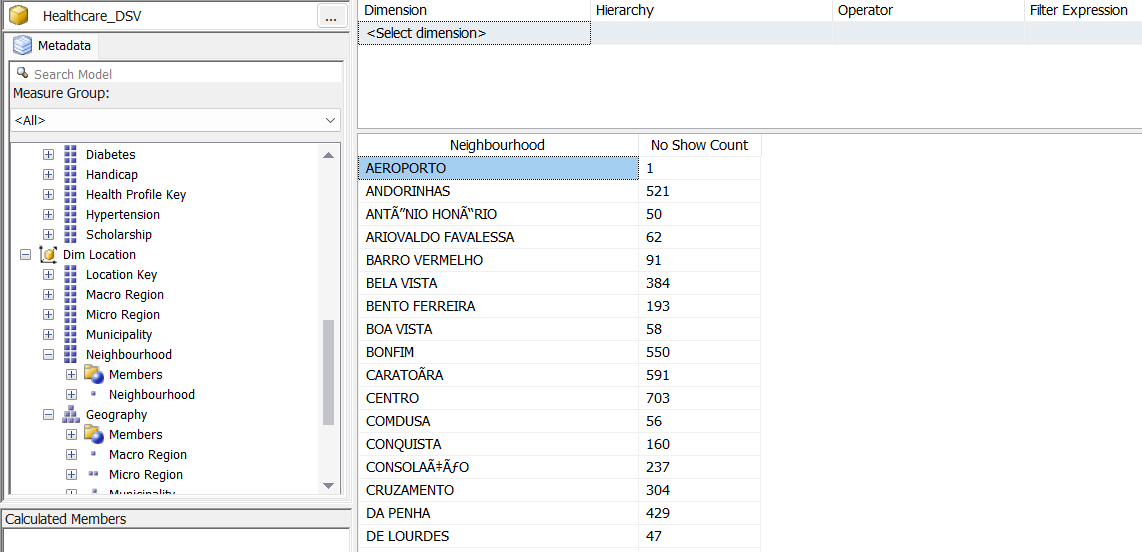 Healthcare_DSV
...
Metadata
Search Model
Measure Group:
<All>
Diabetes
Handicap
Health Profile Key
Hypertension
Scholarship
Dim Location
Location Key
Macro Region
Micro Region
Municipality
Neighbourhood
Members
Neighbourhood
Geography
Members
Macro Region
Micro Region
Municipality
Calculated Members
Dimension Hierarchy Operator Filter Expression
<Select dimension>
Neighbourhood No Show Count
AEROPORTO 1
ANDORINHAS 521
ANTÃ”NIO HONÃ“RIO 50
ARIOVALDO FAVALESSA 62
BARRO VERMELHO 91
BELA VISTA 384
BENTO FERREIRA 193
BOA VISTA 58
BONFIM 550
CARATOÃRA 591
CENTRO 703
COMDUSA 56
CONQUISTA 160
CONSOLAÃ‡ÃƒO 237
CRUZAMENTO 304
DA PENHA 429
DE LOURDES 47